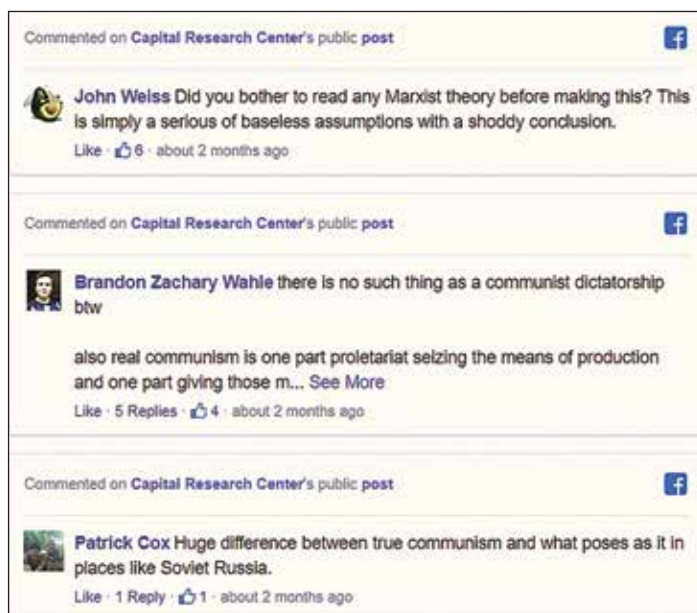 Commented on Capital Research Center's public post
John Weiss Did you bother to read any Marxist theory before making this? This
is simply a serious of baseless assumptions with a shoddy conclusion.
Like · 6 · about 2 months ago
Commented on Capital Research Center's public post
Brandon Zachary Wahle there is no such thing as a communist dictatorship
btw
also real communism is one part proletariat seizing the means of production
and one part giving those m... See More
Like · 5 Replies · 4 · about 2 months ago
Commented on Capital Research Center's public post
Patrick Cox Huge difference between true communism and what poses as it in
places like Soviet Russia.
Like · 1 Reply · 1 · about 2 months ago